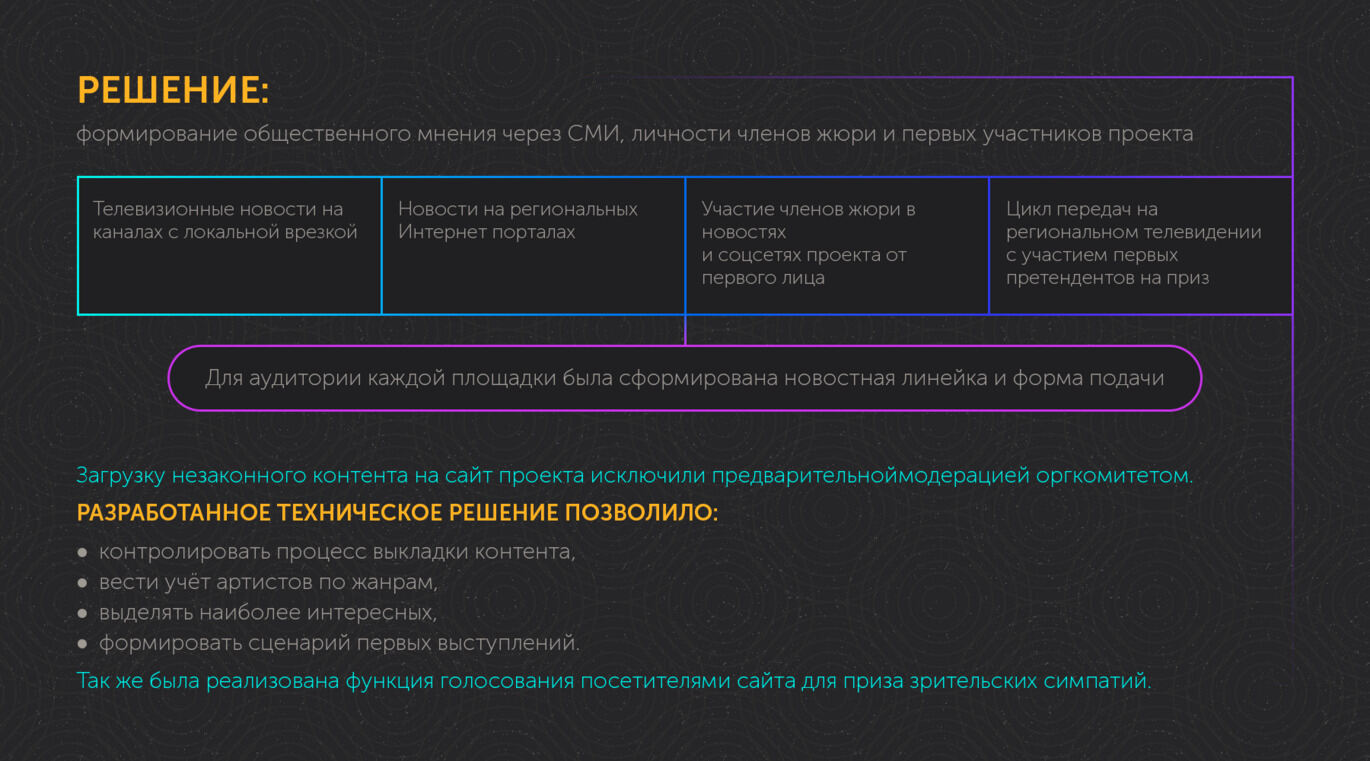 РЕШЕНИЕ:
формирование общественного мнения через СМИ, личности членов жюри и первых участников проекта
Телевизионные новости на
каналах с локальной врезкой
Новости на региональных
Интернет порталах
Участие членов жюри в
новостях
и соцсетях проекта от
первого лица
Цикл передач на
региональном телевидении
с участием первых
претендентов на приз
Для аудитории каждой площадки была сформирована новостная линейка и форма подачи
Загрузку незаконного контента на сайт проекта исключили предварительноймодерацией оргкомитетом.
РАЗРАБОТАННОЕ ТЕХНИЧЕСКОЕ РЕШЕНИЕ ПОЗВОЛИЛО:
● контролировать процесс выкладки контента,
● вести учёт артистов по жанрам,
● выделять наиболее интересных,
● формировать сценарий первых выступлений.
Так же была реализована функция голосования посетителями сайта для приза зрительских симпатий.